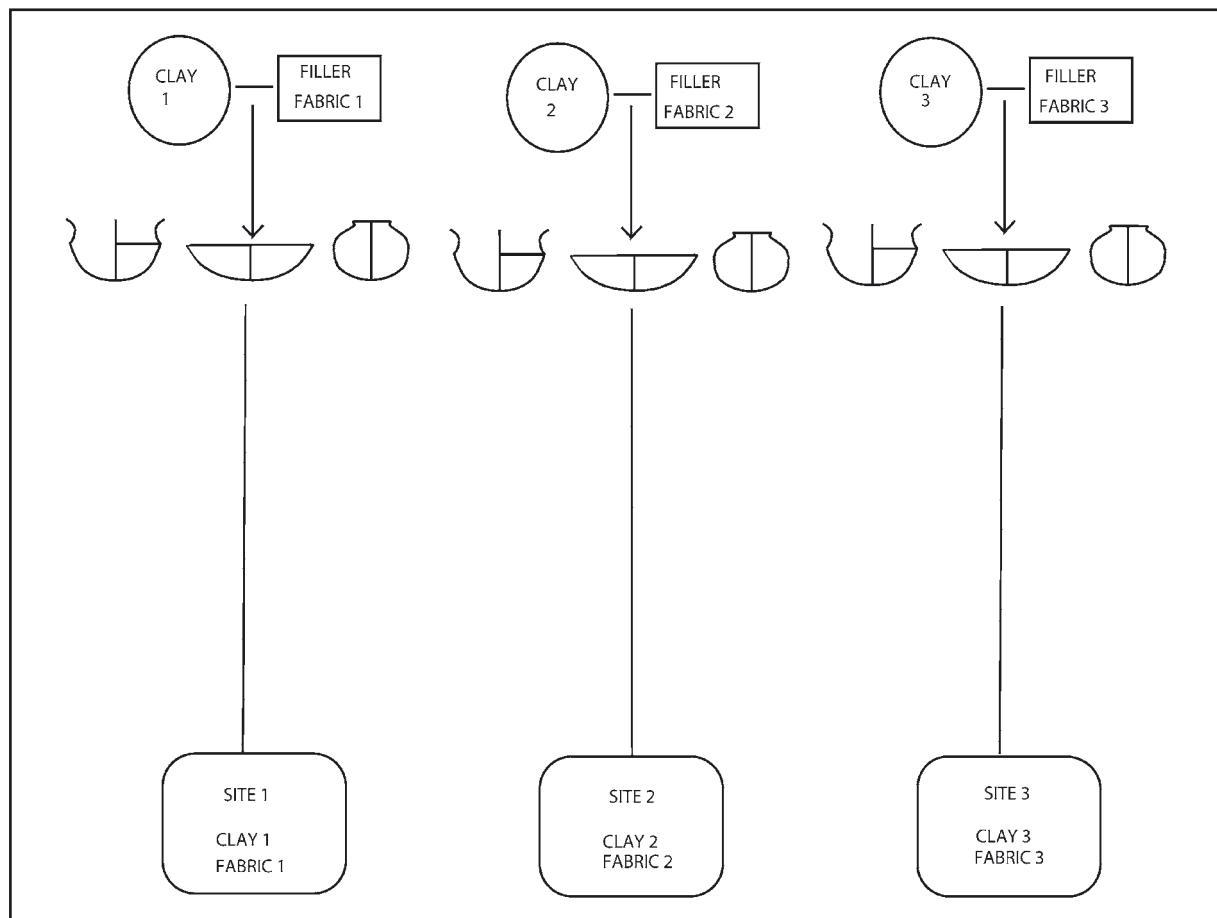 CLAY
1
FILLER
FABRIC 1
CLAY
2
FILLER
FABRIC 2
CLAY
3
FILLER
FABRIC 3
SITE 1
CLAY 1
FABRIC 1
SITE 2
CLAY 2
FABRIC 2
SITE 3
CLAY 3
FABRIC 3